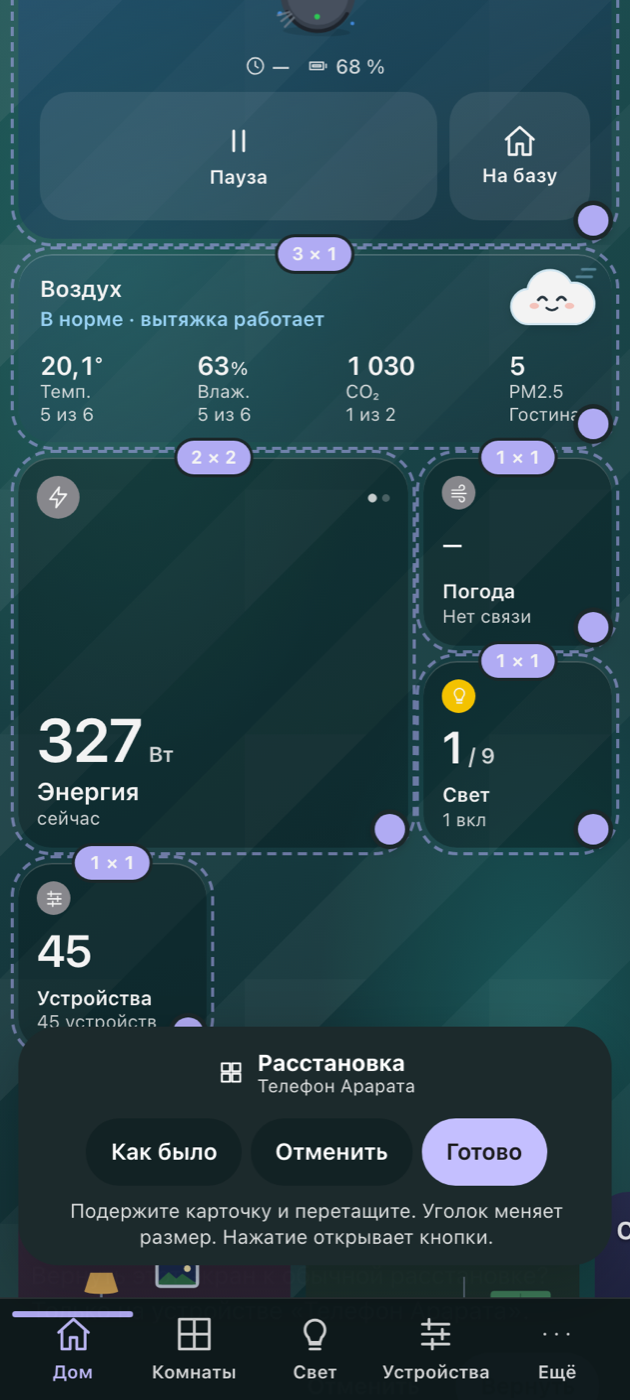 — 68 %
Пауза
На базу
3 × 1
Воздух
В норме · вытяжка работает
20,1° 63% 1 030 5
Темп. Влаж. CO₂ PM2.5
5 из 6 5 из 6 1 из 2
2 × 2
1 × 1
—
Погода
Нет связи
1 × 1
327 Вт
Энергия
сейчас
1 / 9
Свет
1 вкл
1 × 1
45
Устройства
45 устройств
Расстановка
Телефон Арарата
Как было Отменить Готово
Подержите карточку и перетащите. Уголок меняет
размер. Нажатие открывает кнопки.
Дом Комнаты Свет Устройства Ещё